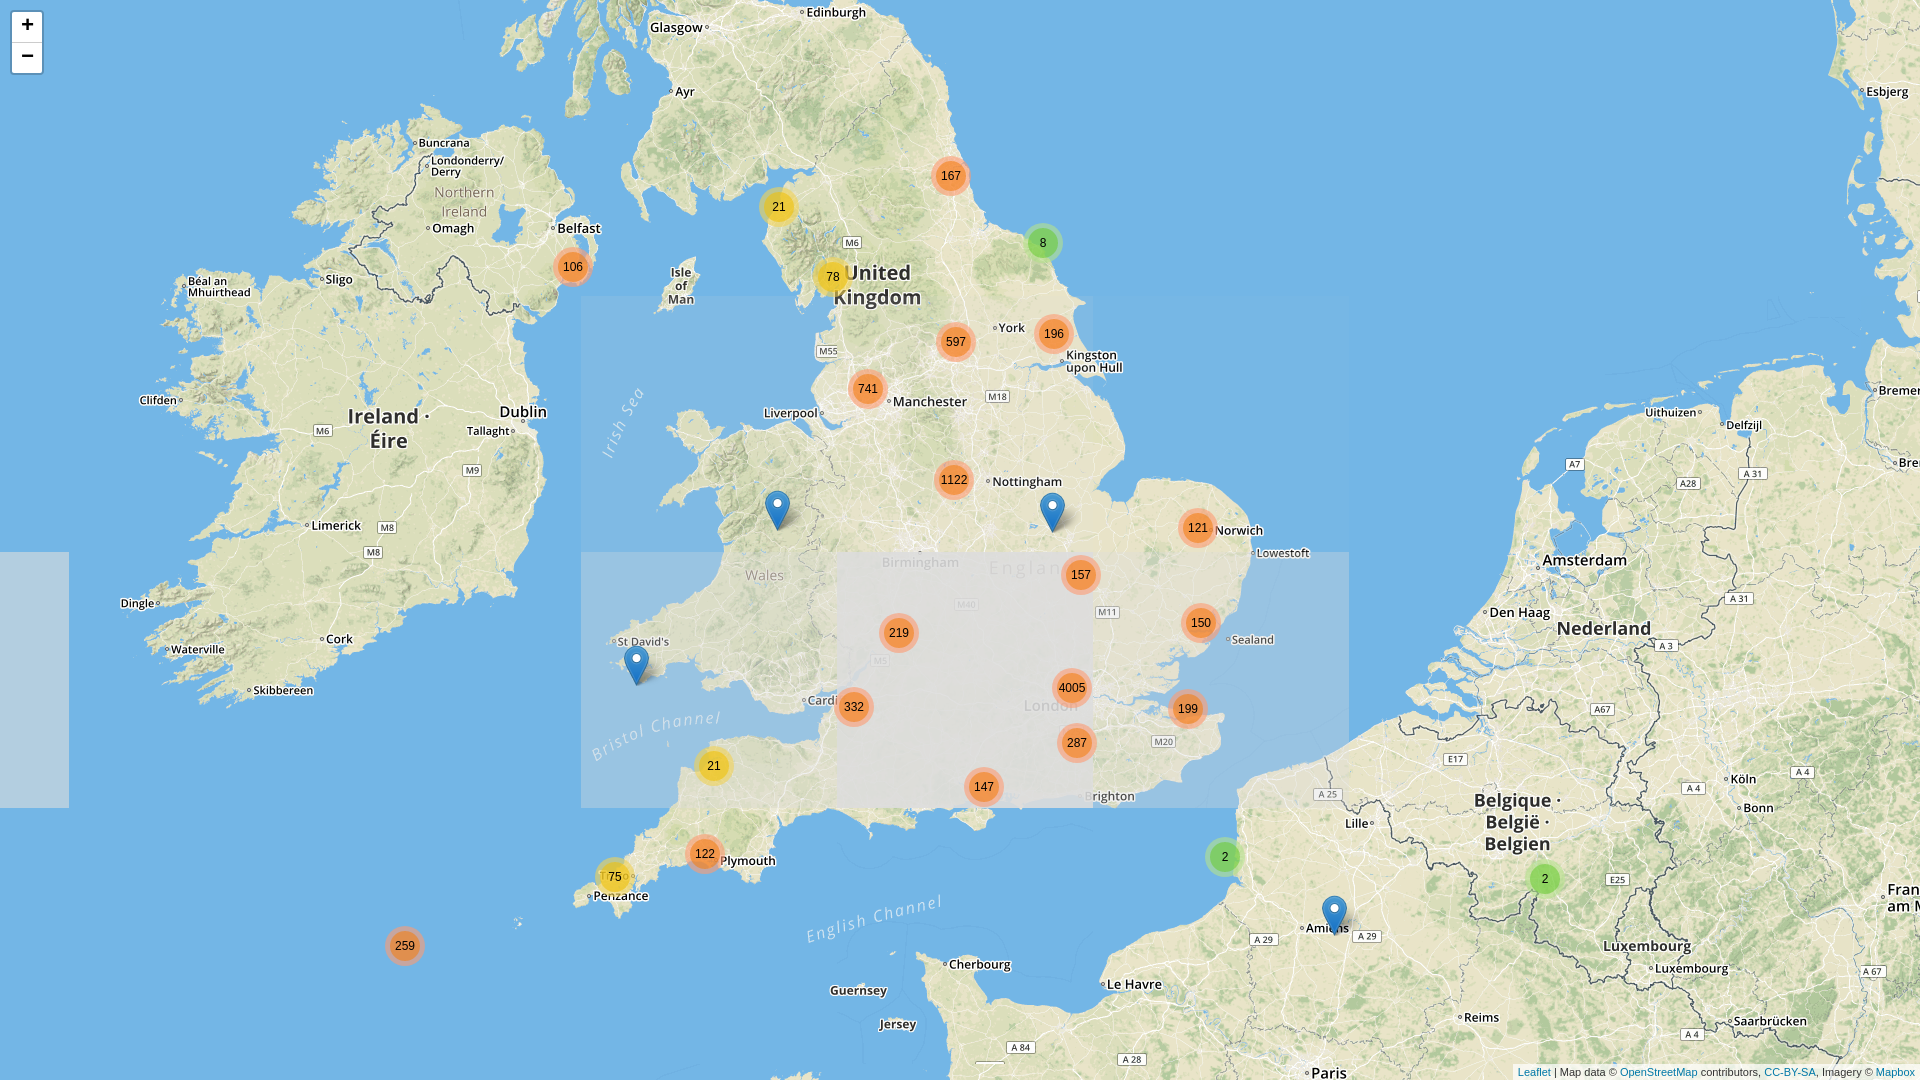 +
−
Edinburgh
Glasgow
Ayr
Esbjerg
Buncrana
Londonderry/
Derry
Northern
Ireland
167
21
Omagh
Belfast
M6
8
106
Isle
of
Man
78
United
Kingdom
Sligo
Béal an
Mhuirthead
York
196
597
M55
Kingston
upon Hull
741
Bremer
M18
Clifden
Manchester
Liverpool
Dublin
Uithuizen
Ireland ·
Éire
Irish Sea
M6
Tallaght
Delfzijl
A7
Bre
M9
A 31
1122
Nottingham
A28
Limerick
M8
121
Norwich
M8
Lowestoft
Amsterdam
Birmingham
Englan
Wales
157
Dingle
M40
M11
A 31
Den Haag
219
150
Nederland
Cork
St David's
Sealand
A 3
Waterville
M5
Skibbereen
4005
Cardi
332
London
199
A67
Bristol Channel
287
M20
E17
21
A 4
Köln
147
A 4
Brighton
A 25
Belgique ·
België ·
Belgien
Bonn
Lille
122
Plymouth
2
75
2
E25
Penzance
Fran
am M
English Channel
Amiens
A 29
A 29
259
Luxembourg
Cherbourg
Luxembourg
A 67
Le Havre
Guernsey
Reims
Jersey
Saarbrücken
A 4
A 84
A 28
Paris
Leaflet | Map data © OpenStreetMap contributors, CC-BY-SA, Imagery © Mapbox